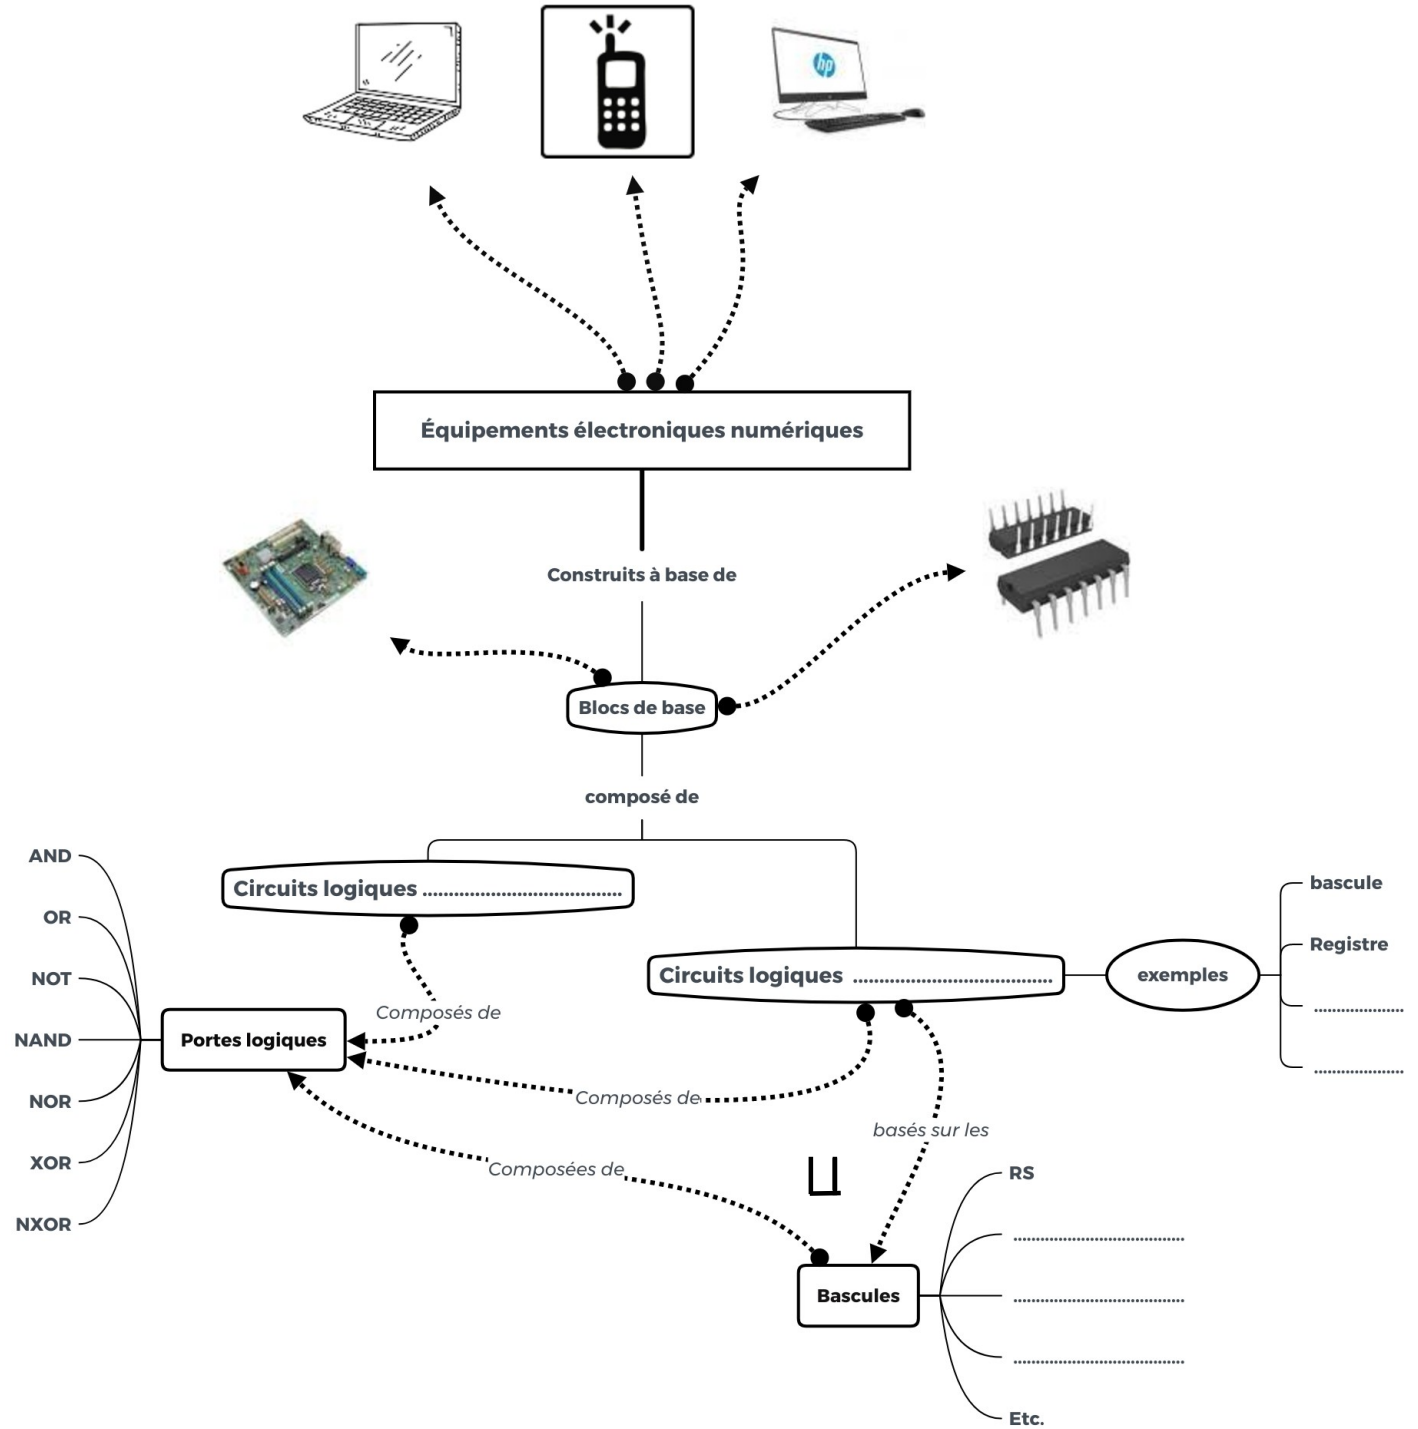 hp
Équipements électroniques numériques
Construits à base de
Blocs de base
composé de
AND
OR
NOT
NAND
NOR
XOR
NXOR
Circuits logiques ......................................
Circuits logiques ......................................
exemples
bascule
Registre
.................
.................
Composés de
Portes logiques
Composés de
basés sur les
Composées de
Bascules
RS
.................................
.................................
.................................
Etc.